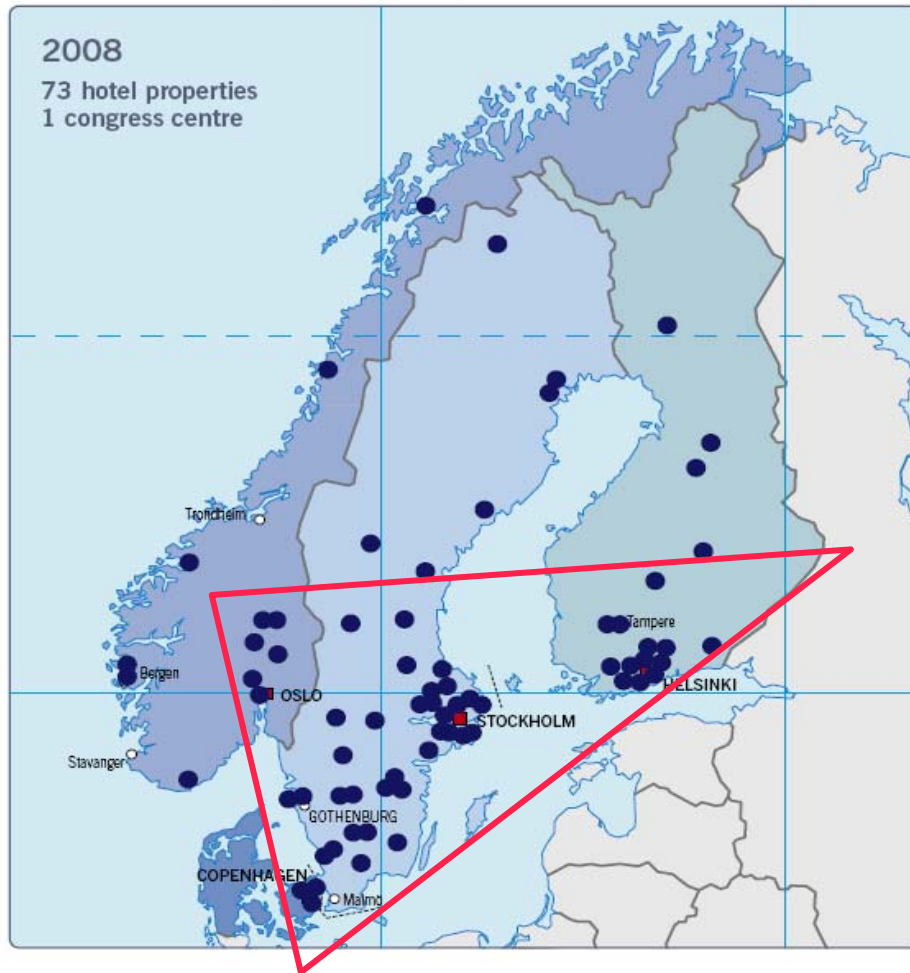 2008
73 hotel properties
1 congress centre
Trondheim
Tampere
Bergen
HELSINKI
OSLO
STOCKHOLM
Stavanger
GOTHENBURG
COPENHAGEN
Malmö